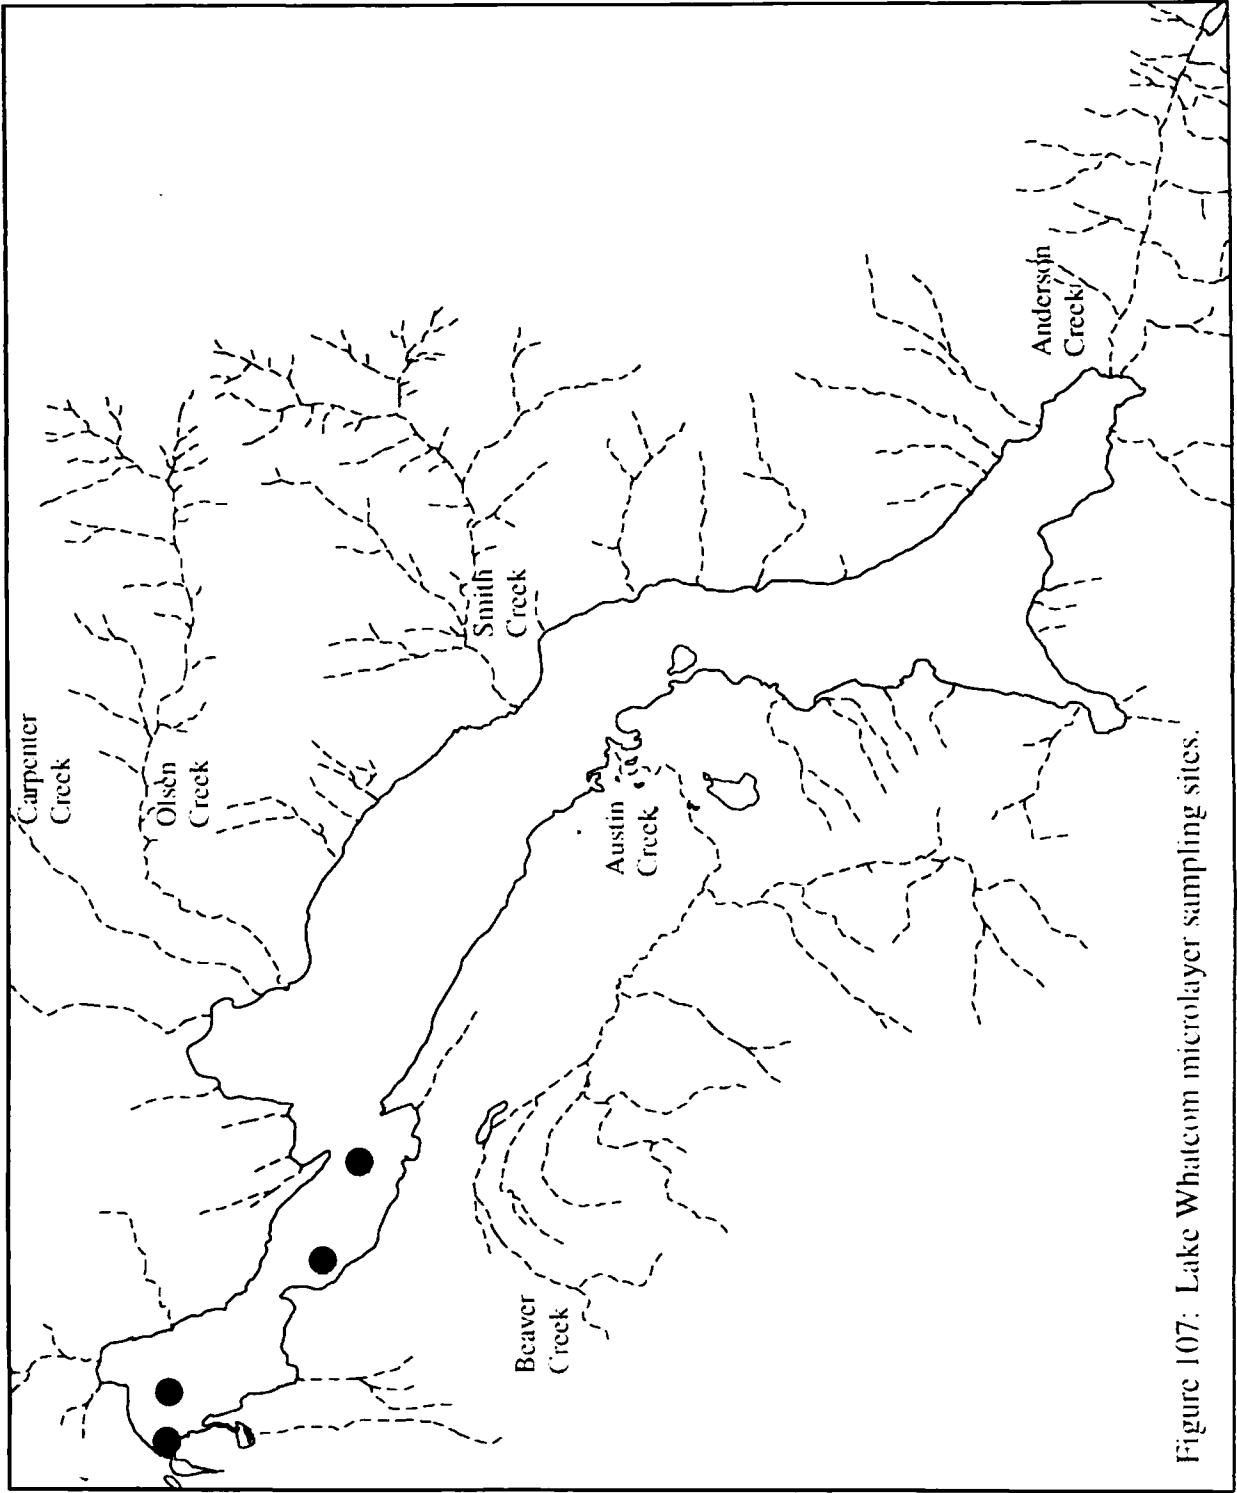 Carpenter
Creek
Olsen
Creek
Smith
Creek
Anderson
Creek
Austin
Creek
Beaver
Creek
Figure 107: Lake Whatcom microlayer sampling sites.